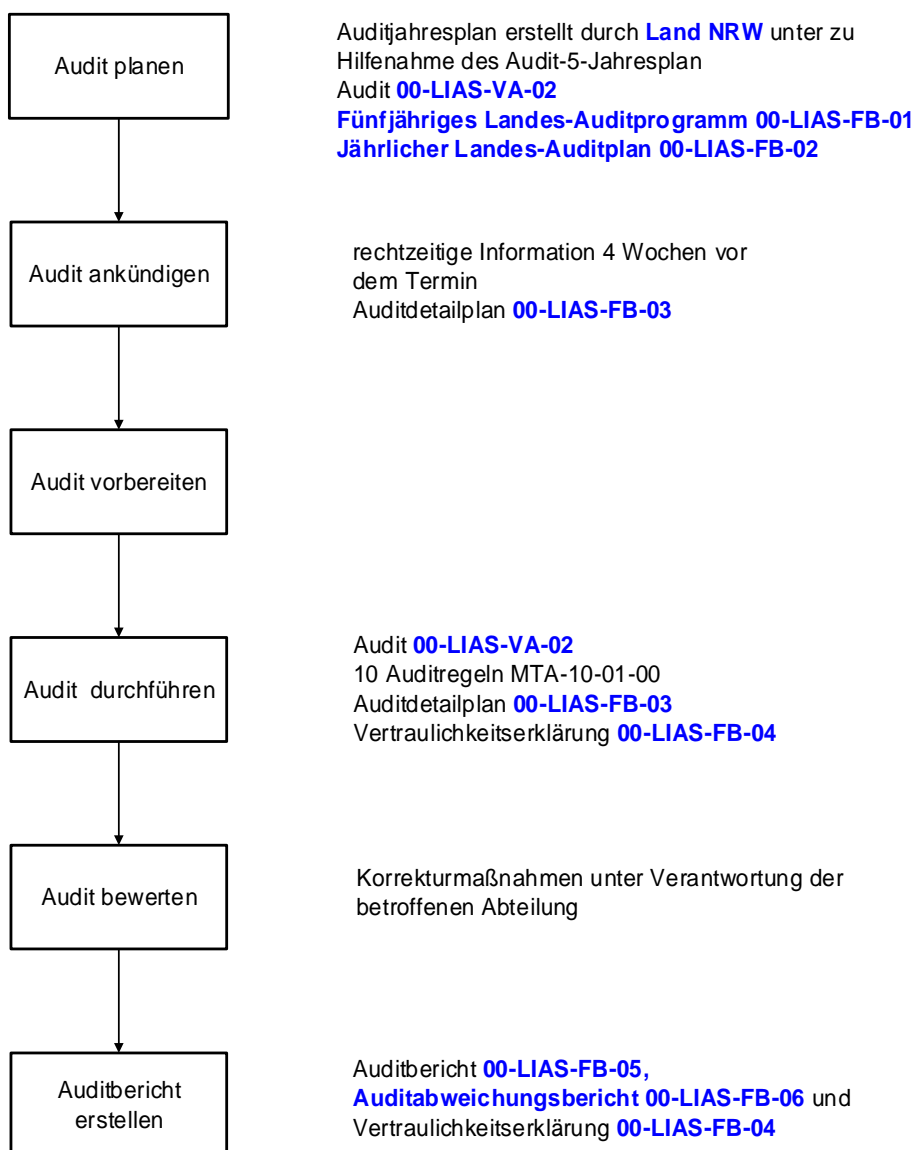 Audit planen
Auditjahresplan erstellt durch Land NRW unter zu
Hilfenahme des Audit-5-Jahresplan
Audit 00-LIAS-VA-02
Fünfjähriges Landes-Auditprogramm 00-LIAS-FB-01
Jährlicher Landes-Auditplan 00-LIAS-FB-02
Audit ankündigen
rechtzeitige Information 4 Wochen vor
dem Termin
Auditdetailplan 00-LIAS-FB-03
Audit vorbereiten
Audit durchführen
Audit 00-LIAS-VA-02
10 Auditregeln MTA-10-01-00
Auditdetailplan 00-LIAS-FB-03
Vertraulichkeitserklärung 00-LIAS-FB-04
Audit bewerten
Korrekturmaßnahmen unter Verantwortung der
betroffenen Abteilung
Auditbericht
erstellen
Auditbericht 00-LIAS-FB-05,
Auditabweichungsbericht 00-LIAS-FB-06 und
Vertraulichkeitserklärung 00-LIAS-FB-04